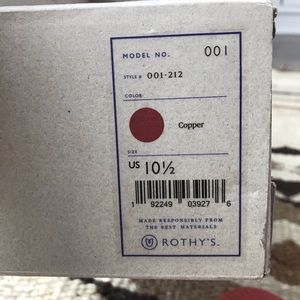 MODEL NO. 001
STYLE # 001-212
COLOR:
Copper
SIZE
US 10½
1 92249 03927 6
MADE RESPONSIBLY FROM
THE BEST MATERIALS
ROTHY'S